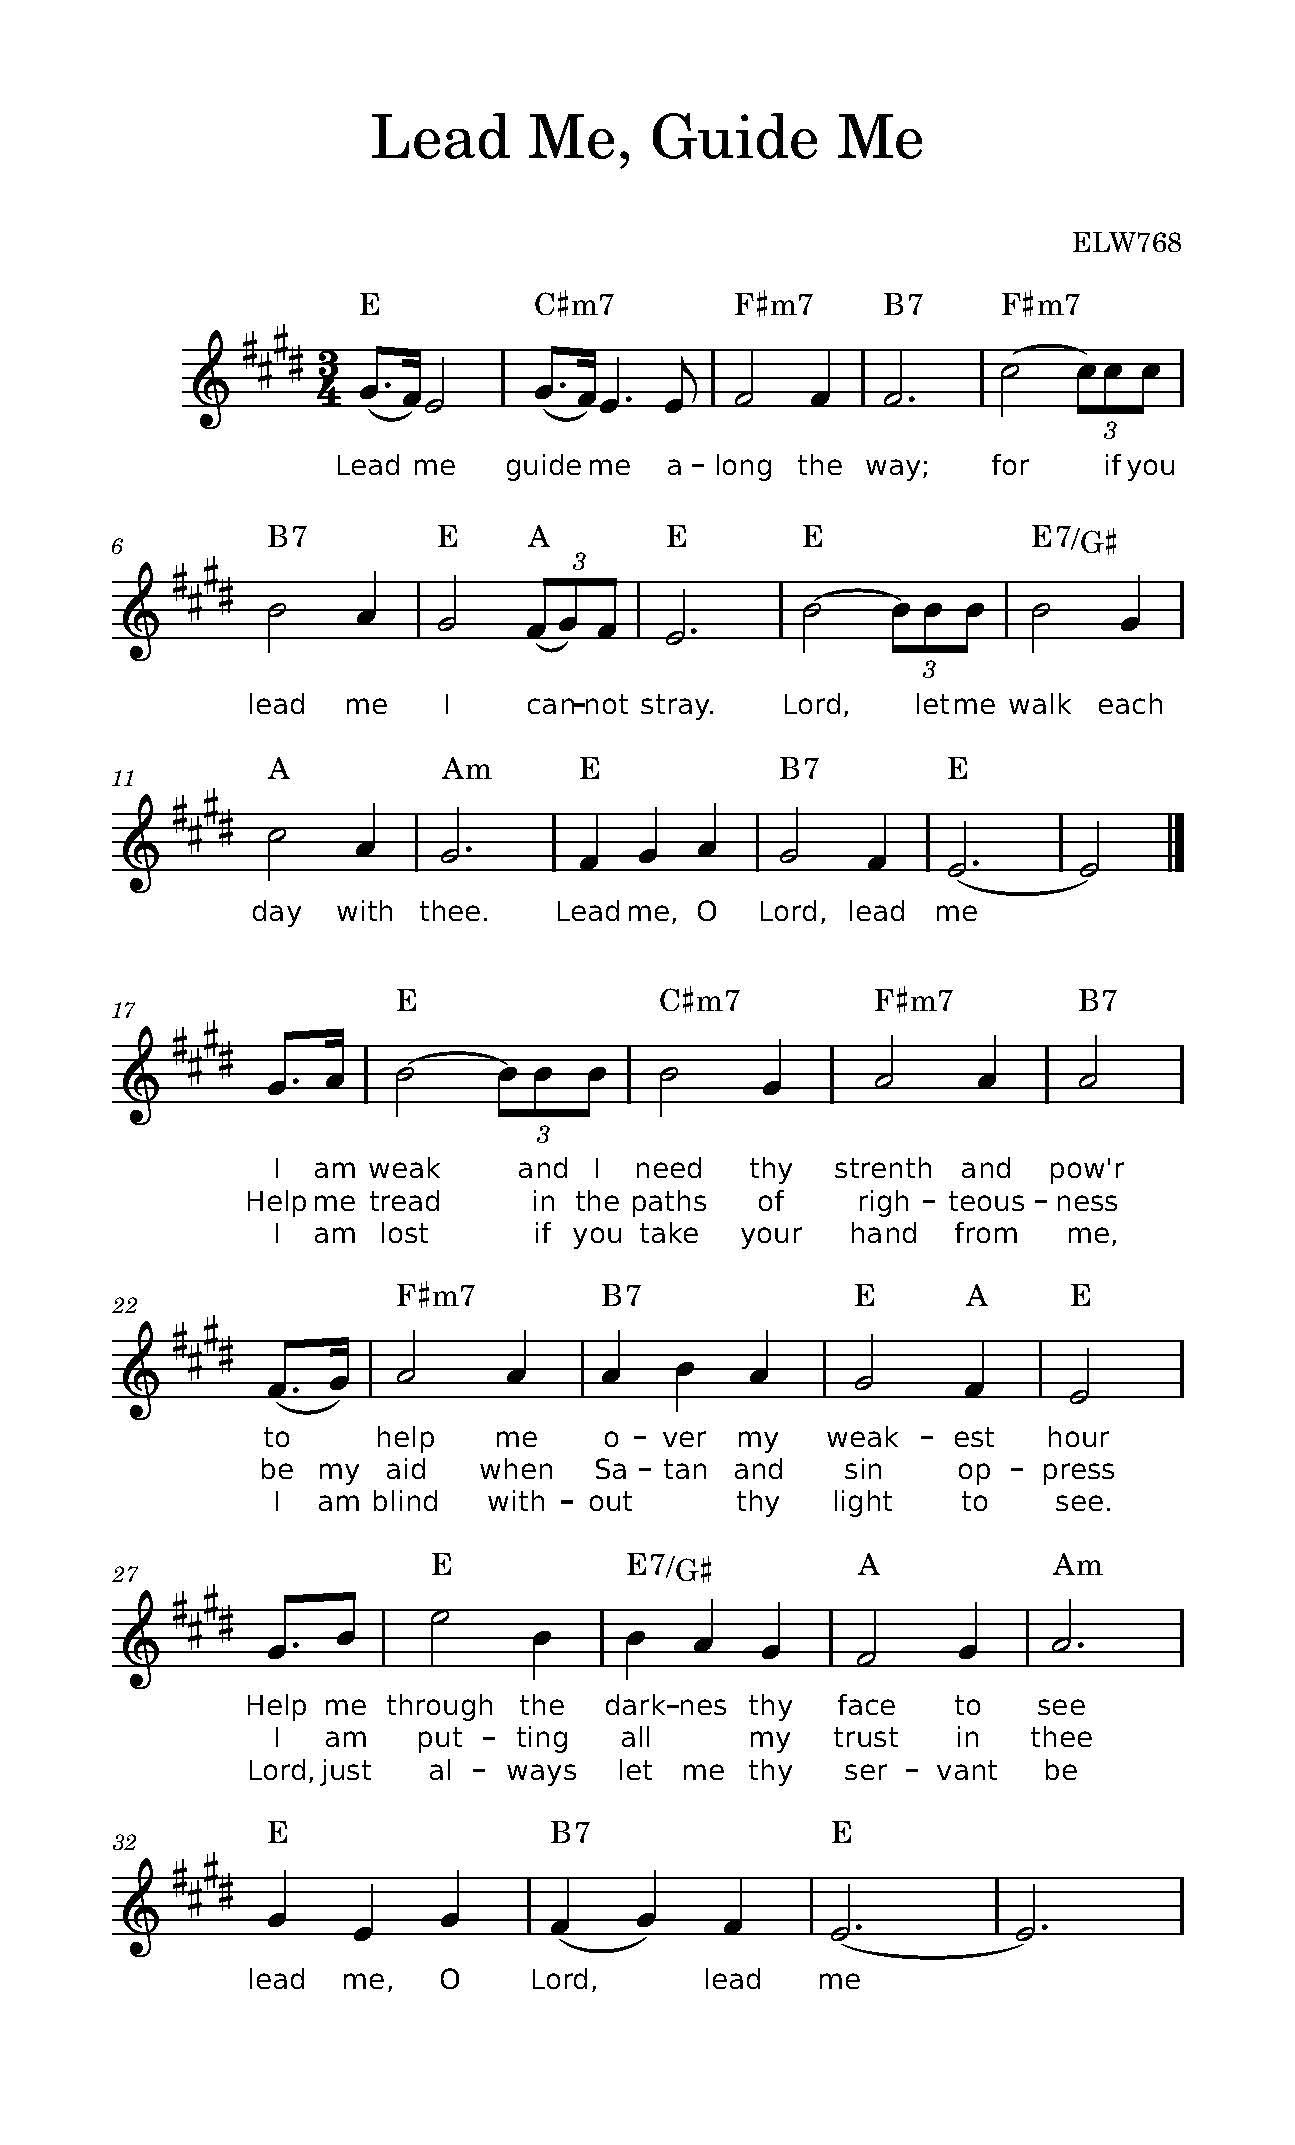 Lead Me, Guide Me
ELW768
E C♯m7 F♯m7 B7 F♯m7
3
4
3
Lead me guide me a – long the way; for if you
6 B7 E A E E E7/G♯
3
3
lead me I can–not stray. Lord, let me walk each
11 A Am E B7 E
day with thee. Lead me, O Lord, lead me
17 E C♯m7 F♯m7 B7
3
I am weak and I need thy strenth and pow'r
Help me tread in the paths of righ – teous – ness
I am lost if you take your hand from me,
22 F♯m7 B7 E A E
to help me o – ver my weak – est hour
be my aid when Sa – tan and sin op – press
I am blind with – out thy light to see.
27 E E7/G♯ A Am
Help me through the dark–nes thy face to see
I am put – ting all my trust in thee
Lord, just al – ways let me thy ser – vant be
32 E B7 E
lead me, O Lord, lead me